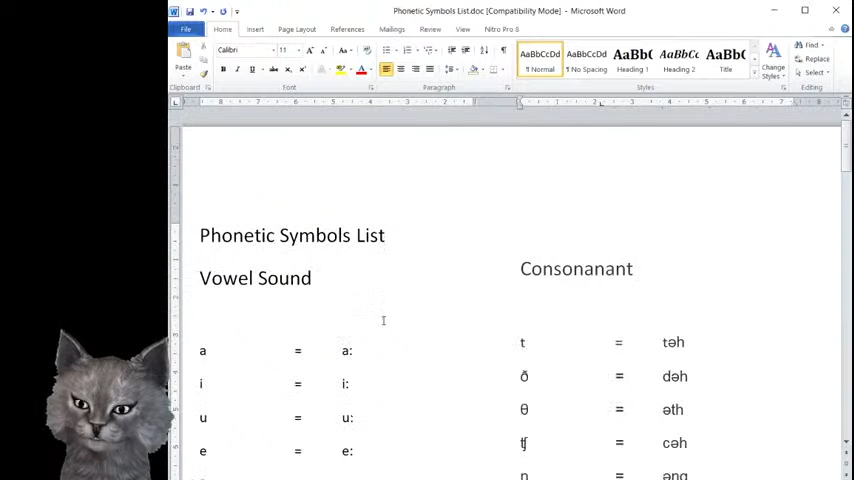 Phonetic Symbols List.doc [Compatibility Mode] - Microsoft Word
File Home Insert Page Layout References Mailings Review View Nitro Pro 8
Paste
Calibri 11
AaBbCcDd AaBbCcDd AaBbC AaBbCc AaBbC
¶ Normal ¶ No Spacing Heading 1 Heading 2 Title
Change Styles
Find
Replace
Select
Clipboard Font Paragraph Styles Editing
Phonetic Symbols List
Vowel Sound
a = a:
i = i:
u = u:
e = e:
Consonanant
t = təh
ð = dəh
θ = əth
ʧ = cəh